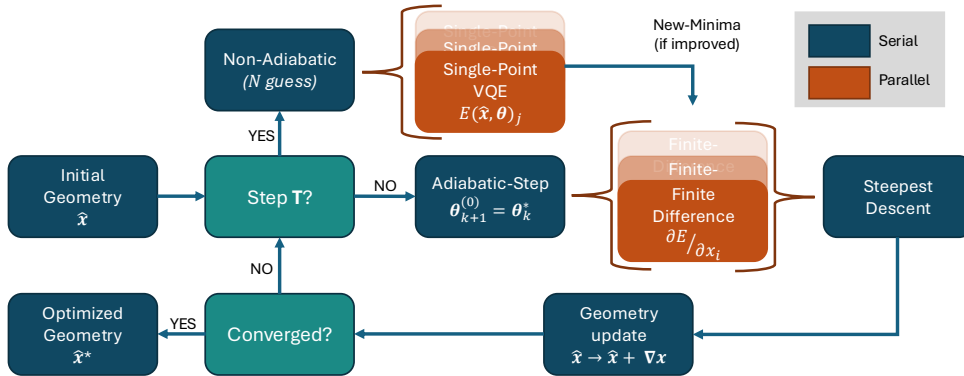 Non-Adiabatic
(N guess)
Single-Point
Single-Point
Single-Point
VQE
E(x̂, θ)ⱼ
New-Minima
(if improved)
Serial
Parallel
YES
Initial
Geometry
x̂
Step T?
NO
Adiabatic-Step
θ_{k+1}^{(0)} = θ_k^*
Finite-
Difference
Finite-
Finite
Difference
∂E/∂xᵢ
Steepest
Descent
NO
Optimized
Geometry
x̂*
YES
Converged?
Geometry
update
x̂ → x̂ + ∇x